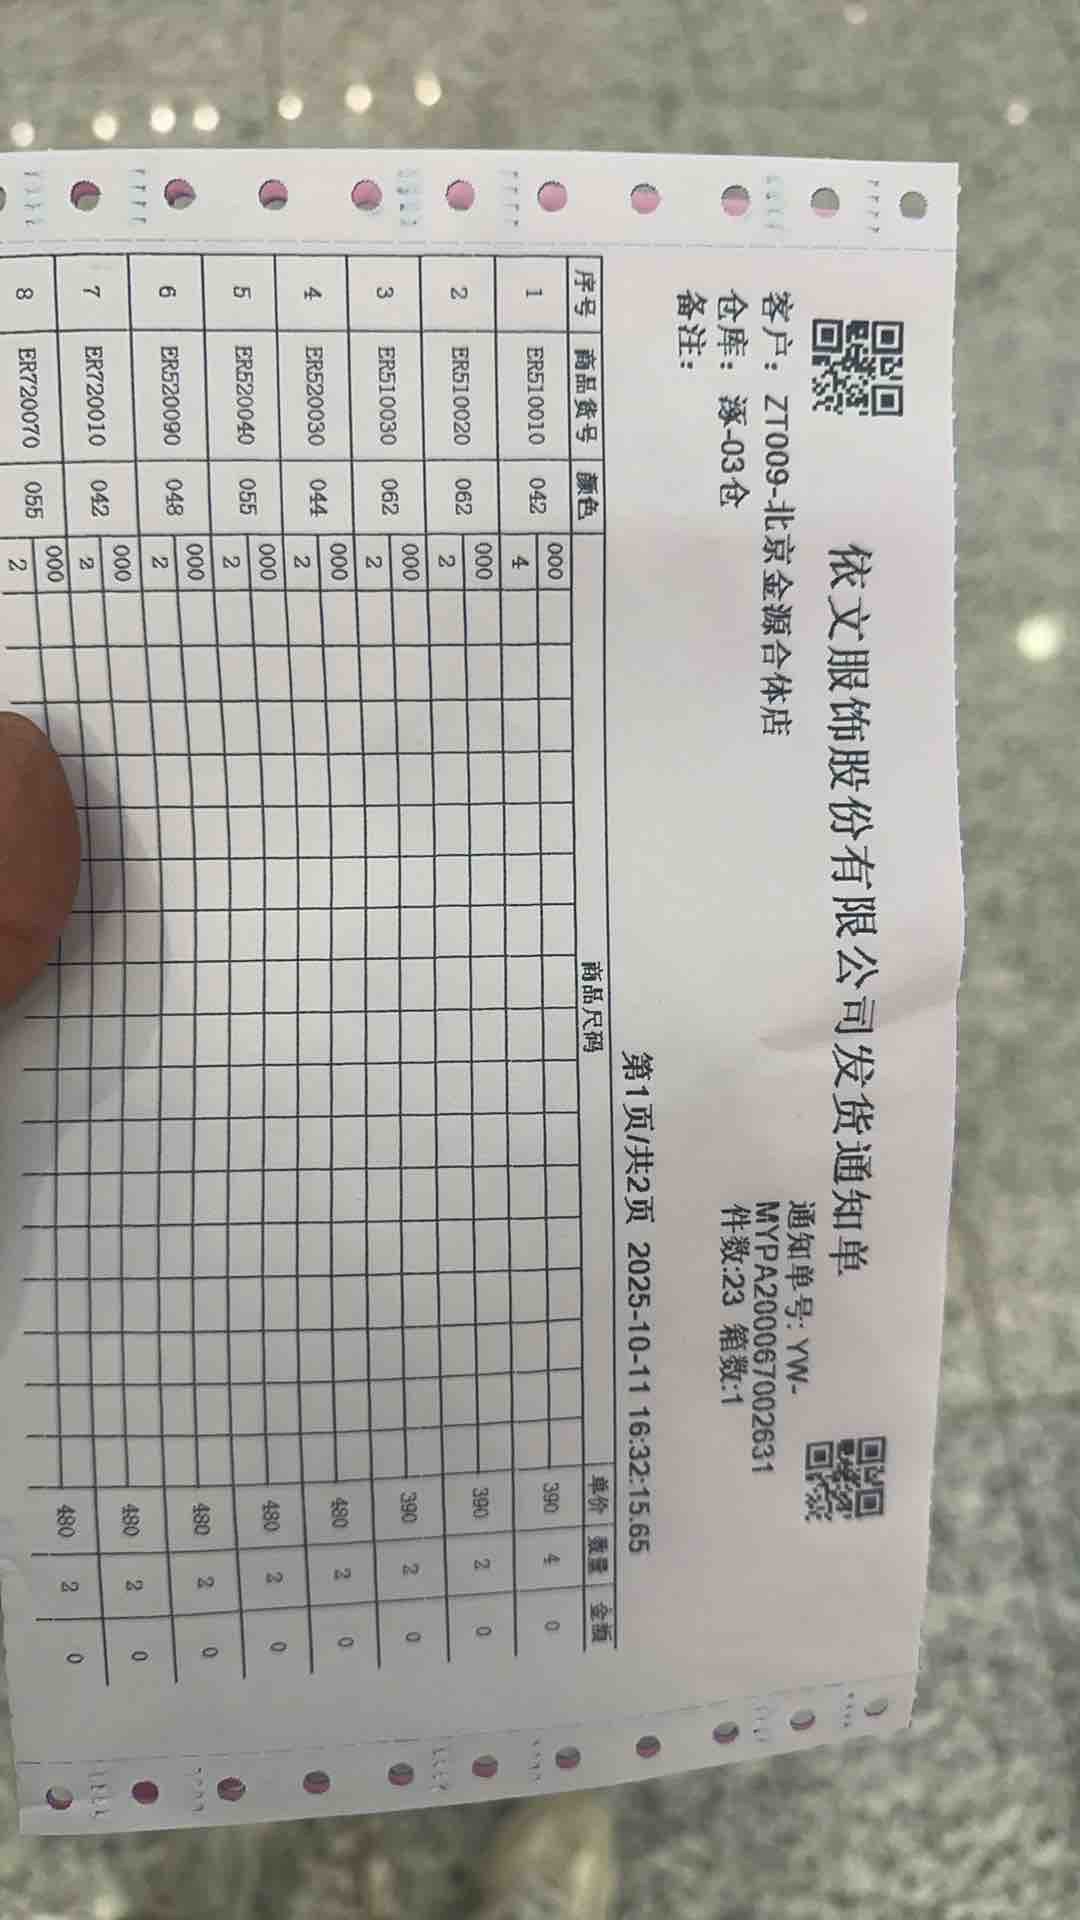 依文服饰股份有限公司发货通知单
客户: ZT009-北京金源合体店
通知单号: YW-
MYPA200067002631
仓库: 涿-03仓
件数:23 箱数:1
备注:
第1页/共2页 2025-10-11 16:32:15.65
序号 商品货号 颜色 商品尺码 单价 数量 金额
1 ER510010 042 000 390 4 0
4
2 ER510020 062 000 390 2 0
2
3 ER510030 062 000 390 2 0
2
4 ER520030 044 000 480 2 0
2
5 ER520040 055 000 480 2 0
2
6 ER520090 048 000 480 2 0
2
7 ER720010 042 000 480 2 0
2
8 ER720070 055 000 480 2 0
2